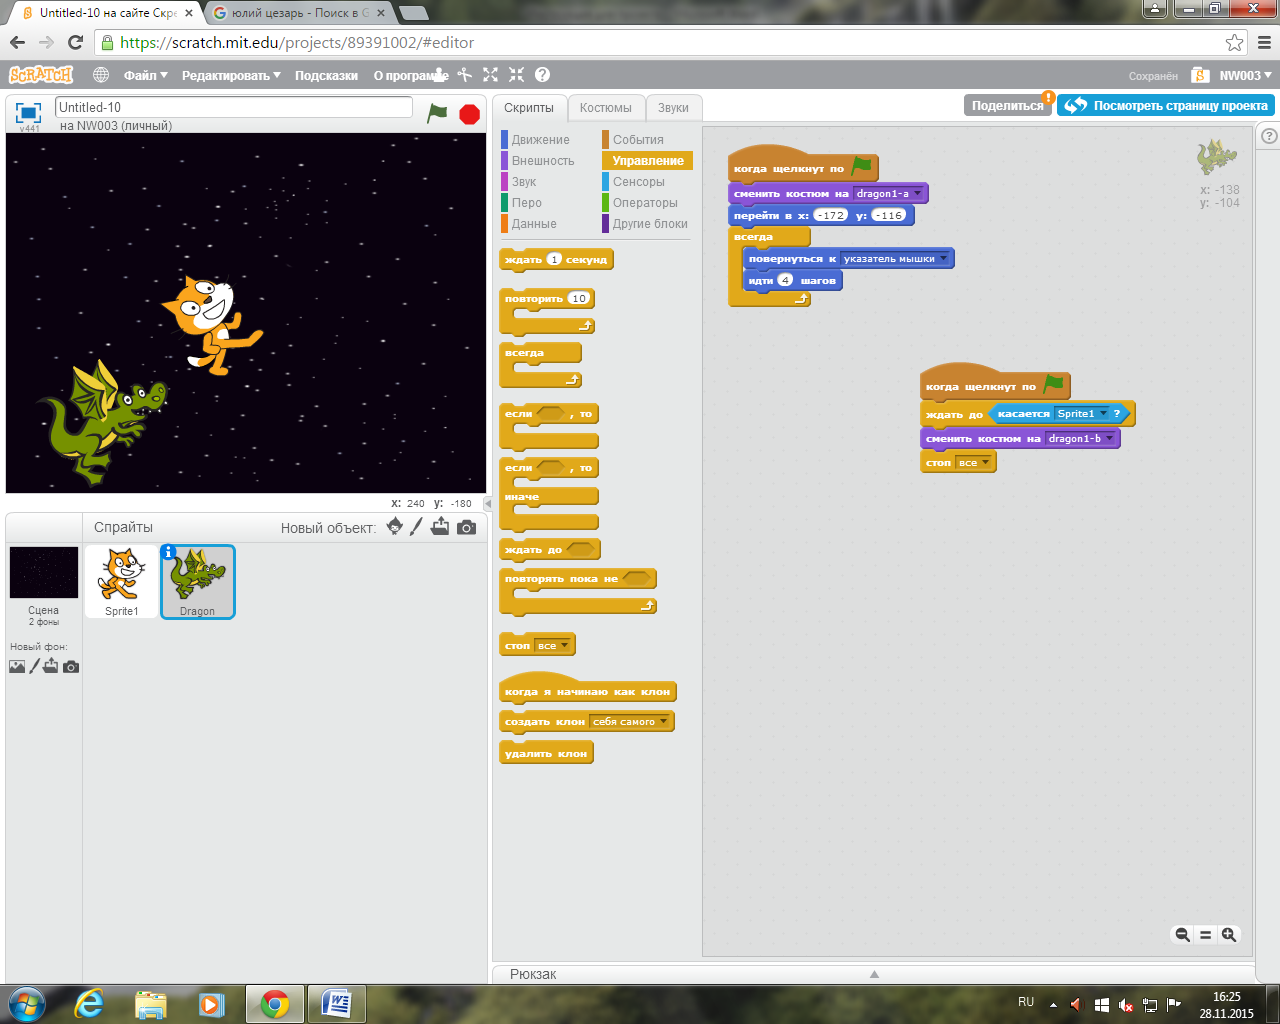 Untitled-10 на сайте Скре
юлий цезарь - Поиск в G
https://scratch.mit.edu/projects/89391002/#editor
SCRATCH
Файл
Редактировать
Подсказки
О программе
Сохранён
NW003
Untitled-10
на NW003 (личный)
v441
Скрипты
Костюмы
Звуки
Поделиться
!
Посмотреть страницу проекта
Движение
События
Внешность
Управление
Звук
Сенсоры
Перо
Операторы
Данные
Другие блоки
ждать 1 секунд
повторить 10
всегда
если , то
если , то
иначе
ждать до
повторять пока не
стоп все
когда я начинаю как клон
создать клон себя самого
удалить клон
когда щелкнут по
сменить костюм на dragon1-a
перейти в x: -172 y: -116
всегда
повернуться к указатель мышки
идти 4 шагов
когда щелкнут по
ждать до касается Sprite1 ?
сменить костюм на dragon1-b
стоп все
x: -138
y: -104
x: 240 y: -180
Спрайты
Новый объект:
Sprite1
Dragon
Сцена
2 фоны
Новый фон:
Рюкзак
RU
16:25
28.11.2015